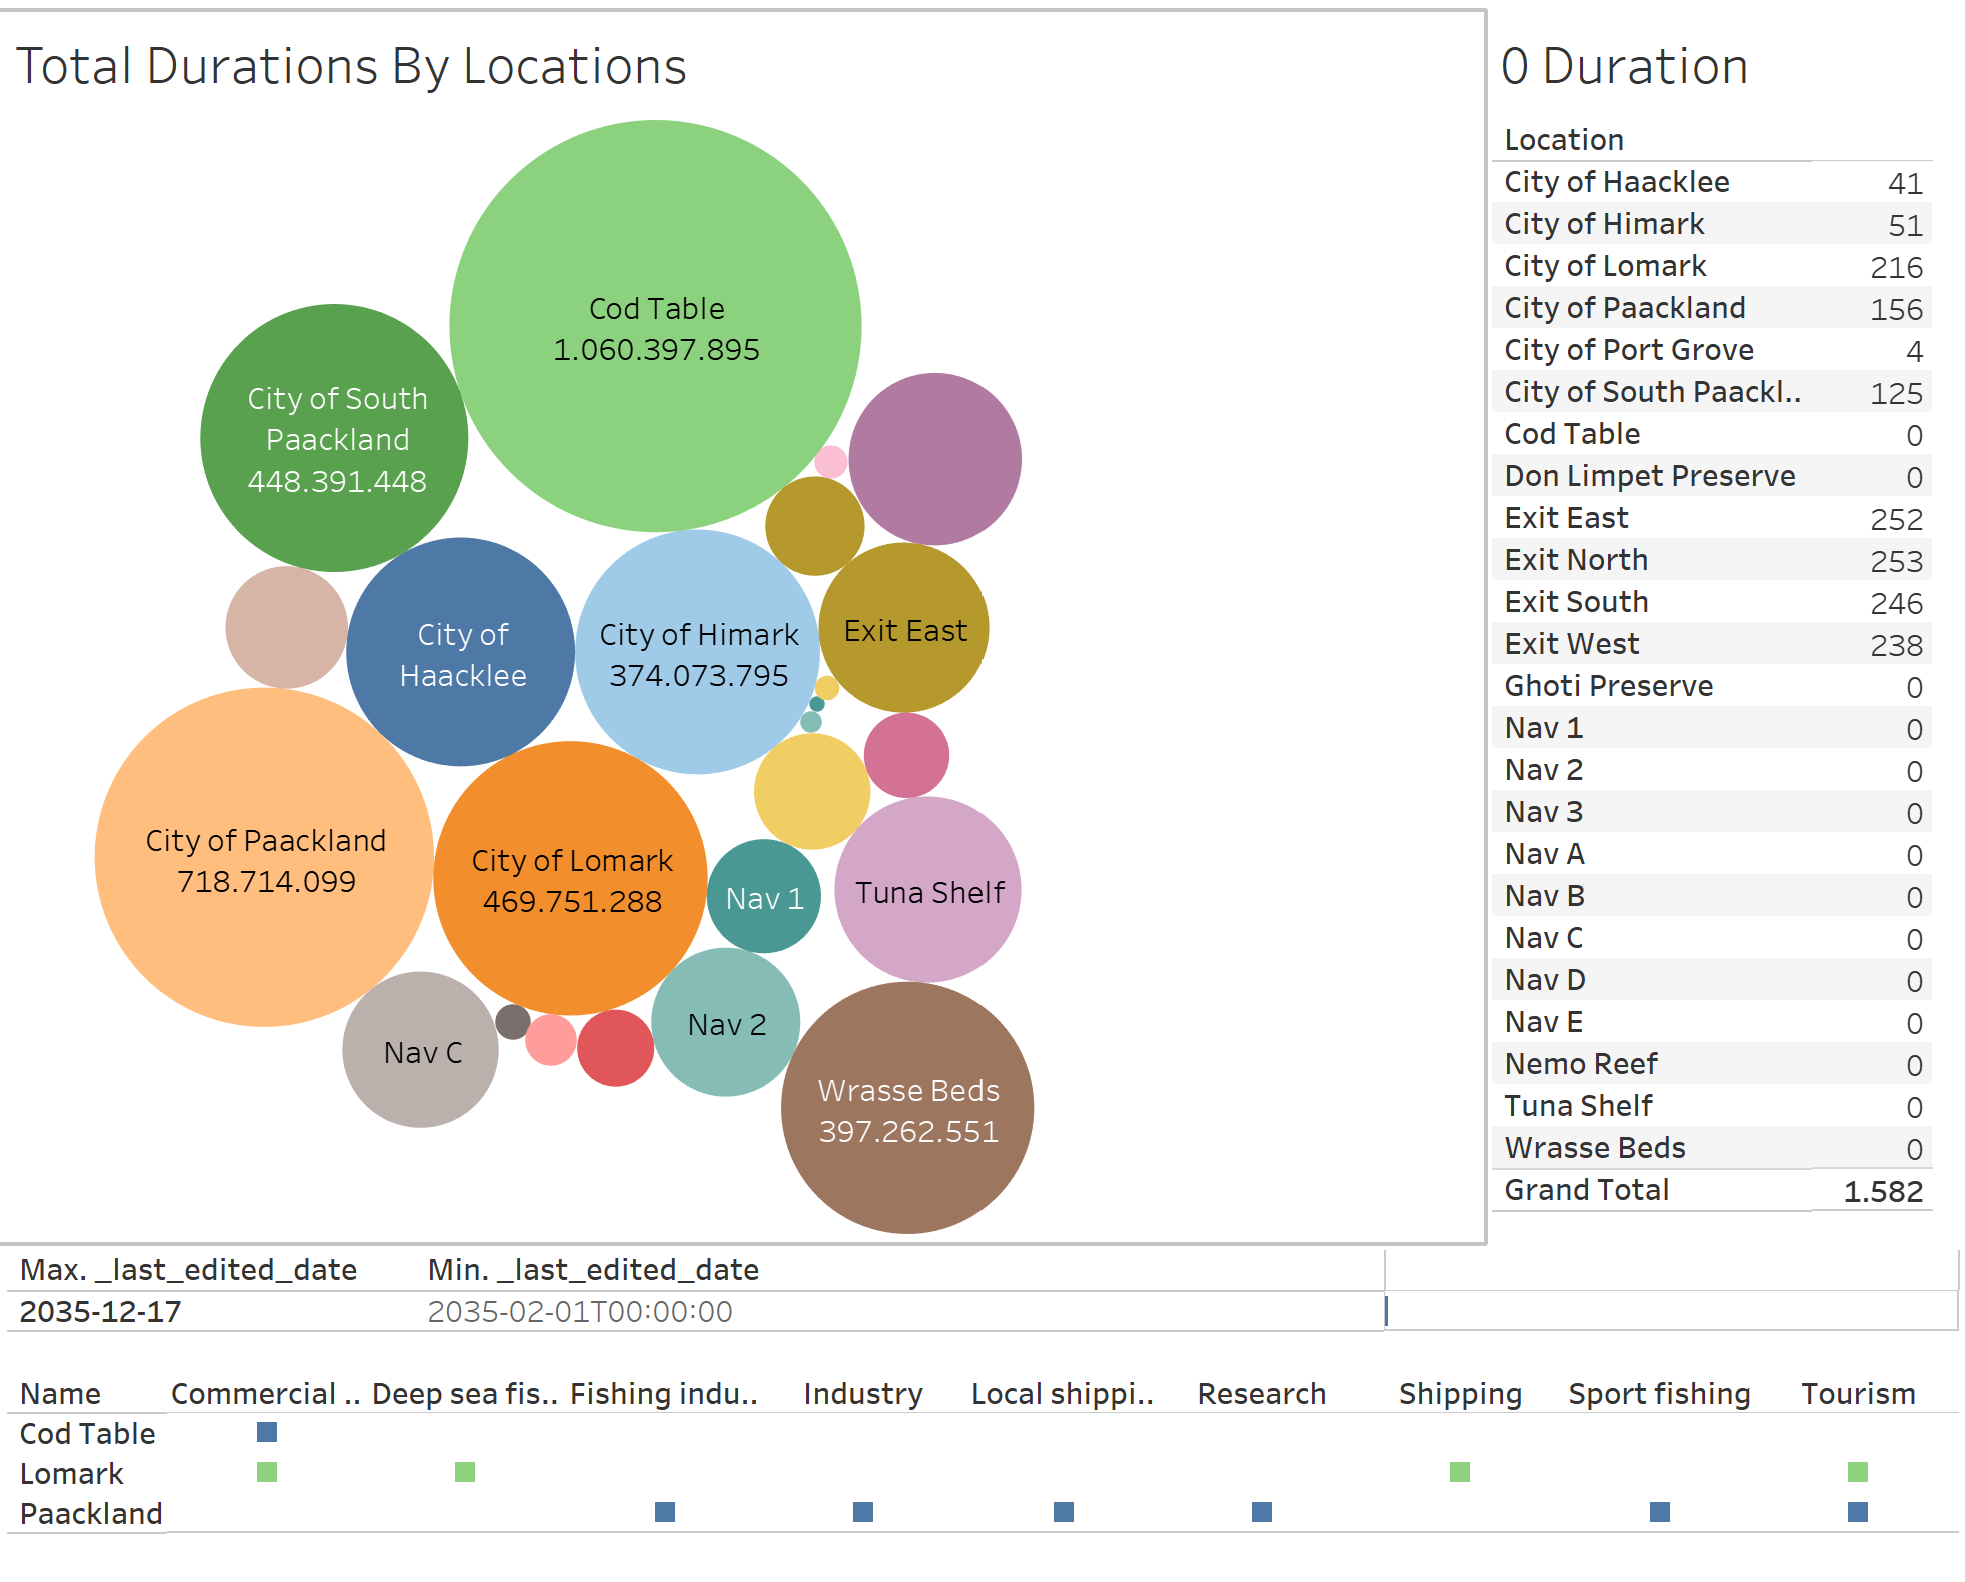 Total Durations By Locations
Cod Table
1.060.397.895
City of South
Paackland
448.391.448
City of
Haacklee
City of Himark
374.073.795
Exit East
City of Paackland
718.714.099
City of Lomark
469.751.288
Nav 1
Tuna Shelf
Nav 2
Nav C
Wrasse Beds
397.262.551
0 Duration
Location
City of Haacklee 41
City of Himark 51
City of Lomark 216
City of Paackland 156
City of Port Grove 4
City of South Paackl.. 125
Cod Table 0
Don Limpet Preserve 0
Exit East 252
Exit North 253
Exit South 246
Exit West 238
Ghoti Preserve 0
Nav 1 0
Nav 2 0
Nav 3 0
Nav A 0
Nav B 0
Nav C 0
Nav D 0
Nav E 0
Nemo Reef 0
Tuna Shelf 0
Wrasse Beds 0
Grand Total 1.582
Max. _last_edited_date Min. _last_edited_date
2035-12-17 2035-02-01T00:00:00
Name Commercial .. Deep sea fis.. Fishing indu.. Industry Local shippi.. Research Shipping Sport fishing Tourism
Cod Table
Lomark
Paackland